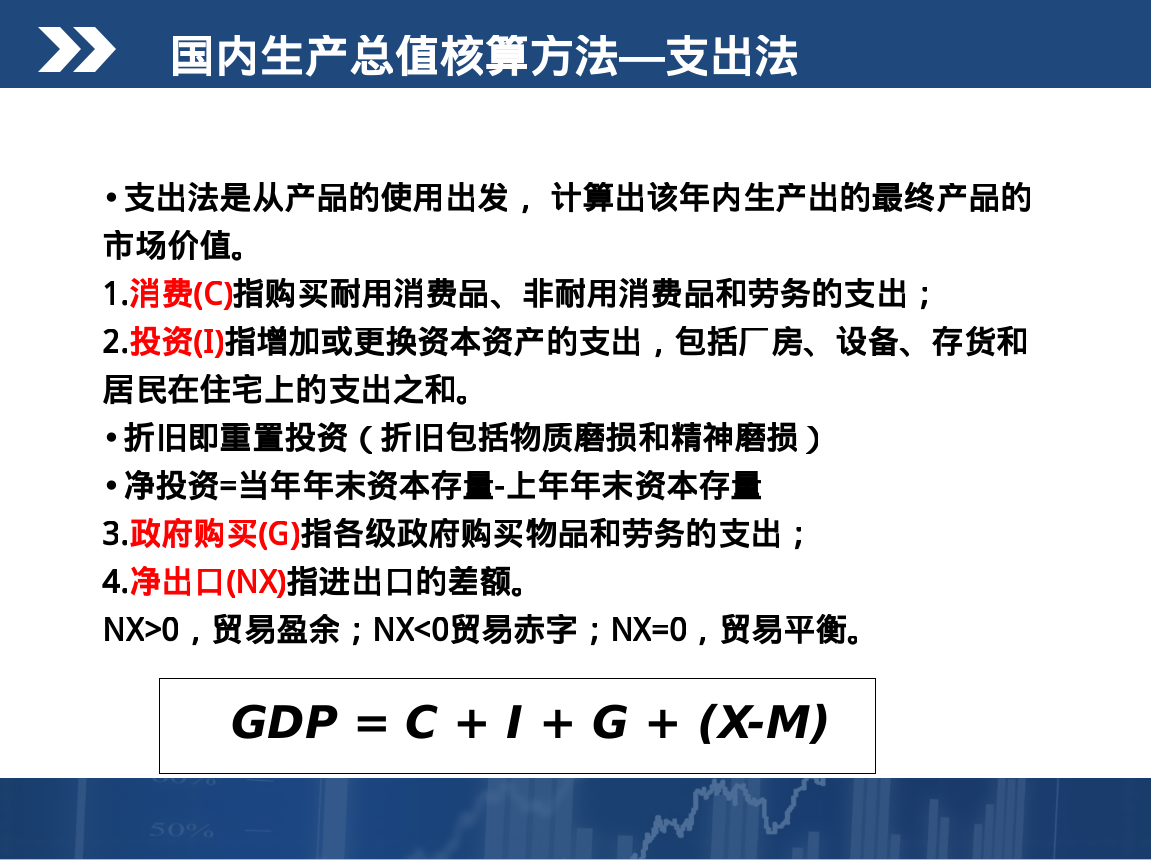 国内生产总值核算方法—支出法
•支出法是从产品的使用出发， 计算出该年内生产出的最终产品的
市场价值。
1.消费(C)指购买耐用消费品、非耐用消费品和劳务的支出；
2.投资(I)指增加或更换资本资产的支出，包括厂房、设备、存货和
居民在住宅上的支出之和。
•折旧即重置投资（折旧包括物质磨损和精神磨损）
•净投资=当年年末资本存量-上年年末资本存量
3.政府购买(G)指各级政府购买物品和劳务的支出；
4.净出口(NX)指进出口的差额。
NX>0，贸易盈余；NX<0贸易赤字；NX=0，贸易平衡。
GDP = C + I + G + (X-M)
50%